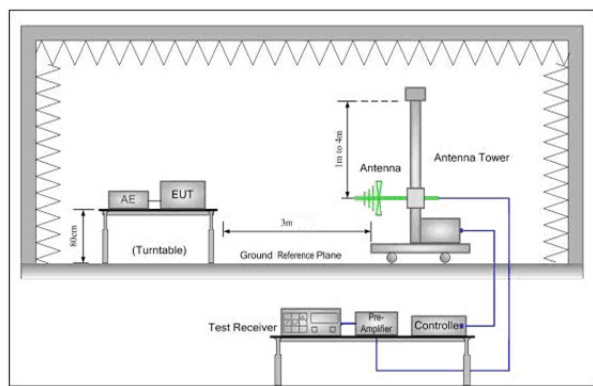 1m to 4m
Antenna
Antenna Tower
AE
EUT
80cm
(Turntable)
3m
Ground Reference Plane
Test Receiver
Pre-
Amplifier
Controller